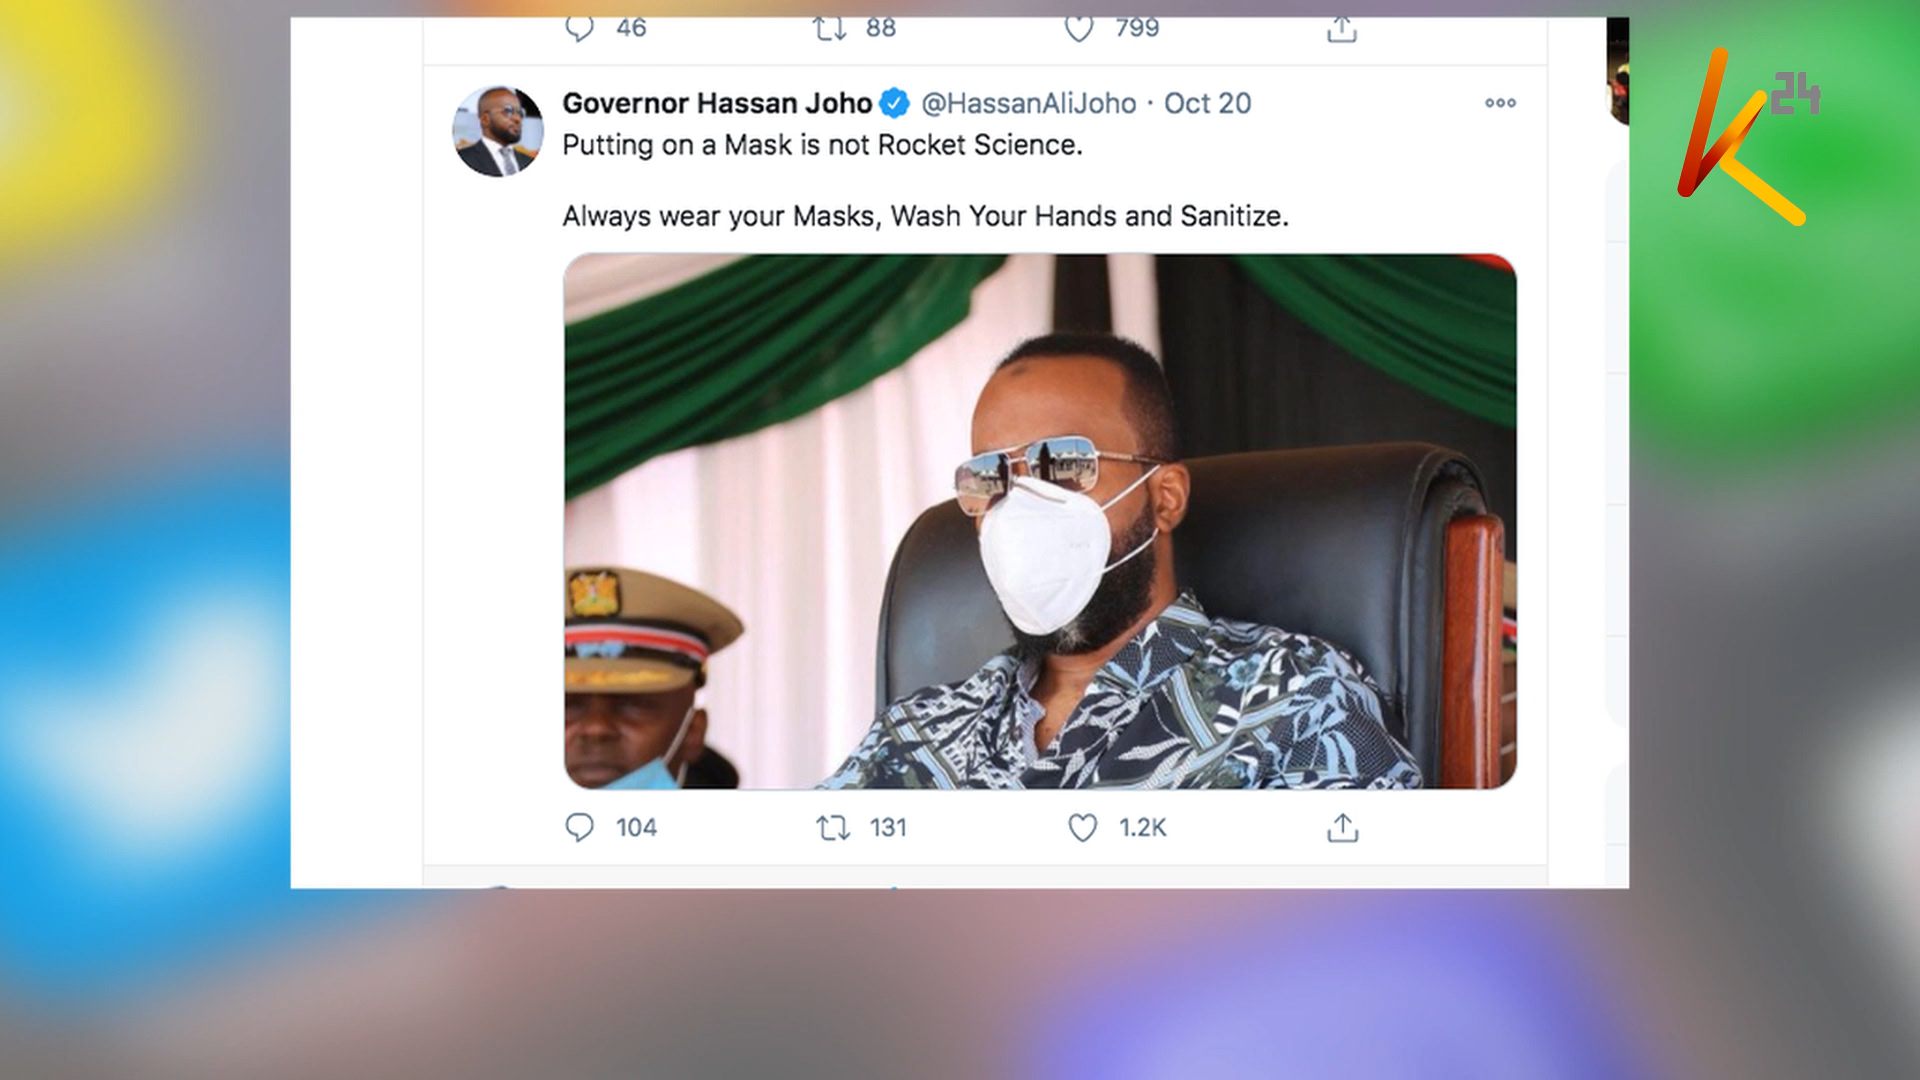 46 88 799
Governor Hassan Joho @HassanAliJoho · Oct 20
Putting on a Mask is not Rocket Science.
Always wear your Masks, Wash Your Hands and Sanitize.
104 131 1.2K
K24